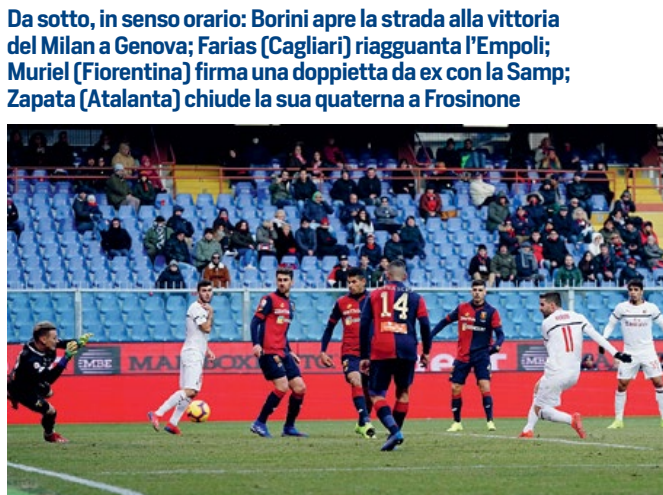 Da sotto, in senso orario: Borini apre la strada alla vittoria
del Milan a Genova; Farias (Cagliari) riagguanta l'Empoli;
Muriel (Fiorentina) firma una doppietta da ex con la Samp;
Zapata (Atalanta) chiude la sua quaterna a Frosinone
14
11